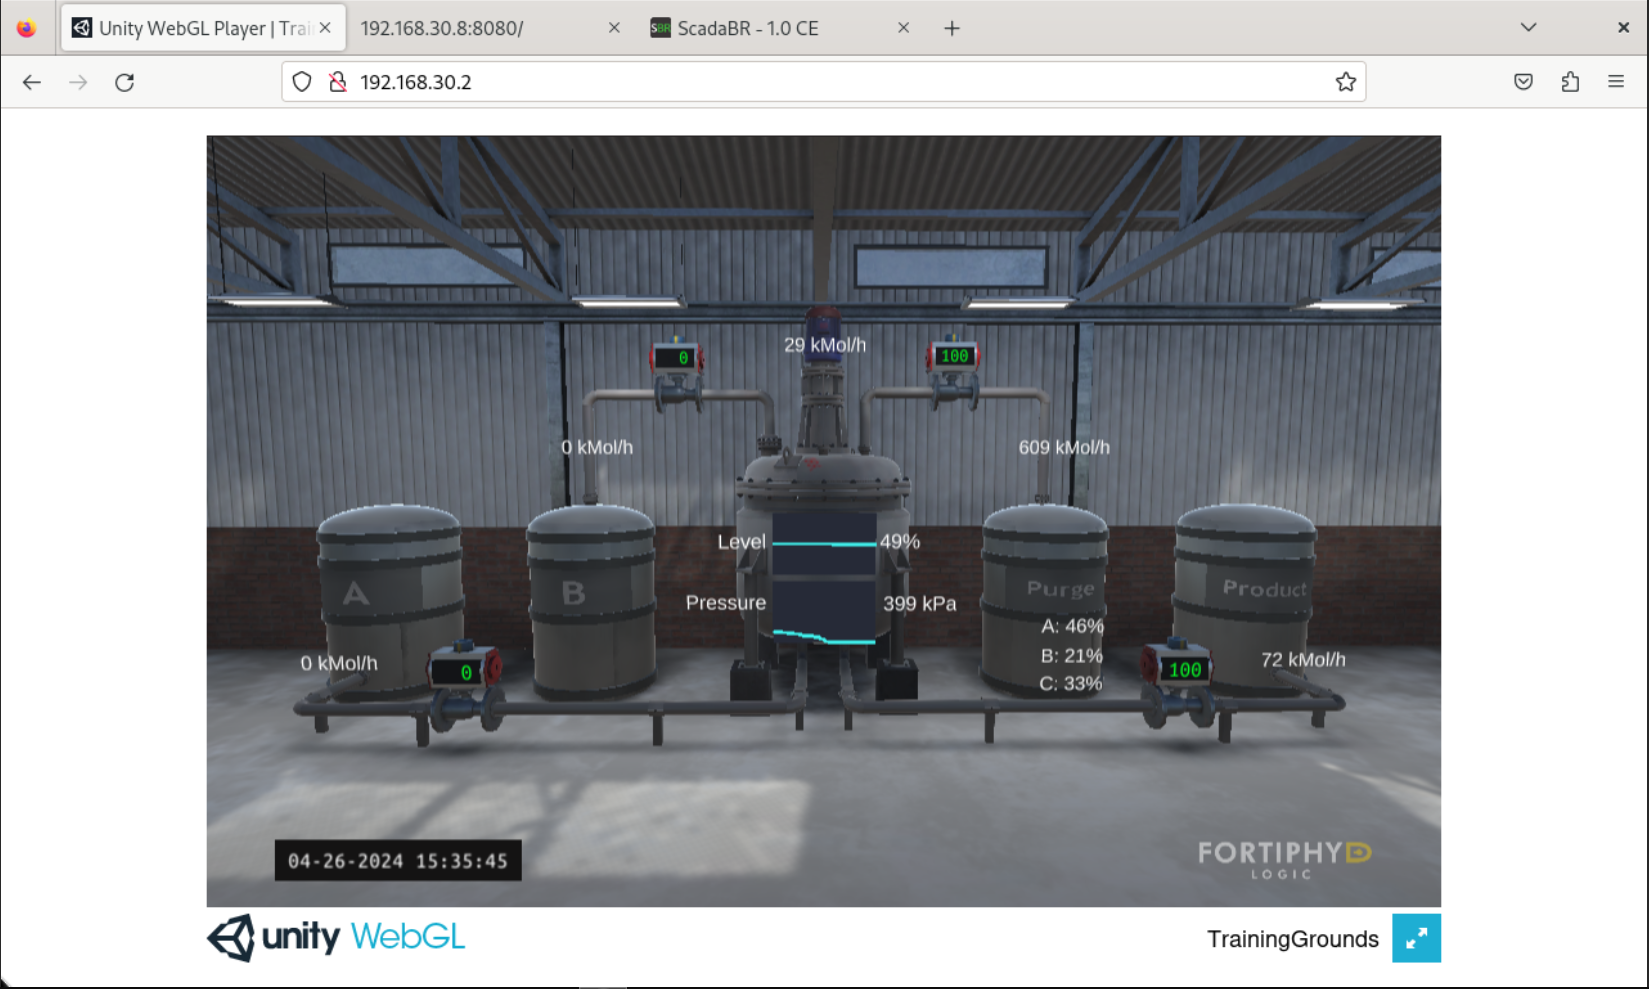 Unity WebGL Player | Trai
192.168.30.8:8080/
SBR ScadaBR - 1.0 CE
192.168.30.2
0
29 kMol/h
100
0 kMol/h
609 kMol/h
Level 49%
A
B
Purge
Product
Pressure 399 kPa
A: 46%
B: 21%
C: 33%
0 kMol/h
0
100
72 kMol/h
04-26-2024 15:35:45
FORTIPHYD
LOGIC
unity WebGL
TrainingGrounds